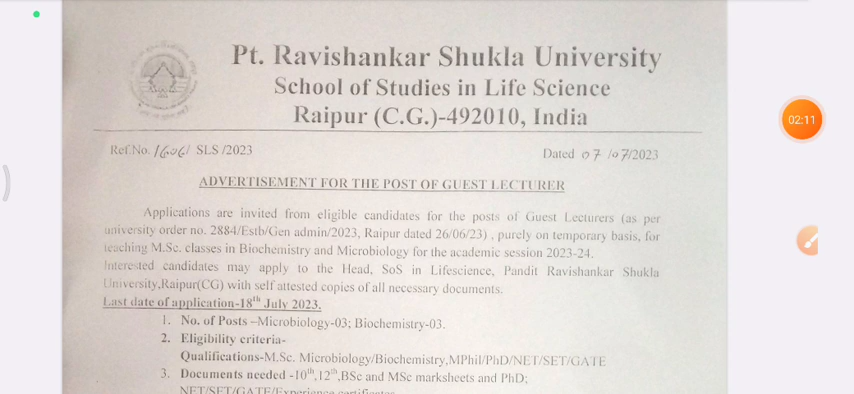 Pt. Ravishankar Shukla University
School of Studies in Life Science
Raipur (C.G.)-492010, India
Ref.No. 1606/ SLS /2023
Dated 07 /07/2023
ADVERTISEMENT FOR THE POST OF GUEST LECTURER
Applications are invited from eligible candidates for the posts of Guest Lecturers (as per
university order no. 2884/Estb/Gen admin/2023, Raipur dated 26/06/23) , purely on temporary basis, for
teaching M.Sc. classes in Biochemistry and Microbiology for the academic session 2023-24.
Interested candidates may apply to the Head, SoS in Lifescience, Pandit Ravishankar Shukla
University,Raipur(CG) with self attested copies of all necessary documents.
Last date of application-18th July 2023.
1. No. of Posts –Microbiology-03; Biochemistry-03.
2. Eligibility criteria-
Qualifications-M.Sc. Microbiology/Biochemistry,MPhil/PhD/NET/SET/GATE
3. Documents needed -10th,12th,BSc and MSc marksheets and PhD;
NET/SET/GATE/Experience certificates
02:11